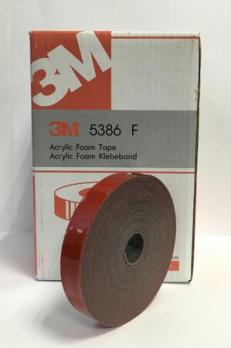 3M
3M 5386 F
Acrylic Foam Tape
Acrylic Foam Klebeband